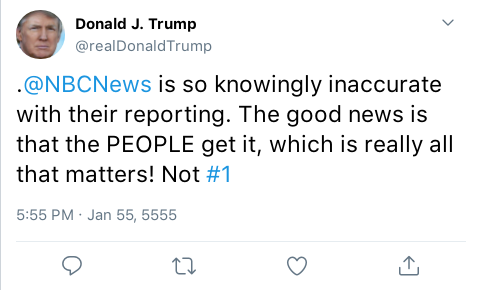 Donald J. Trump
@realDonaldTrump
.@NBCNews is so knowingly inaccurate
with their reporting. The good news is
that the PEOPLE get it, which is really all
that matters! Not #1
5:55 PM · Jan 55, 5555